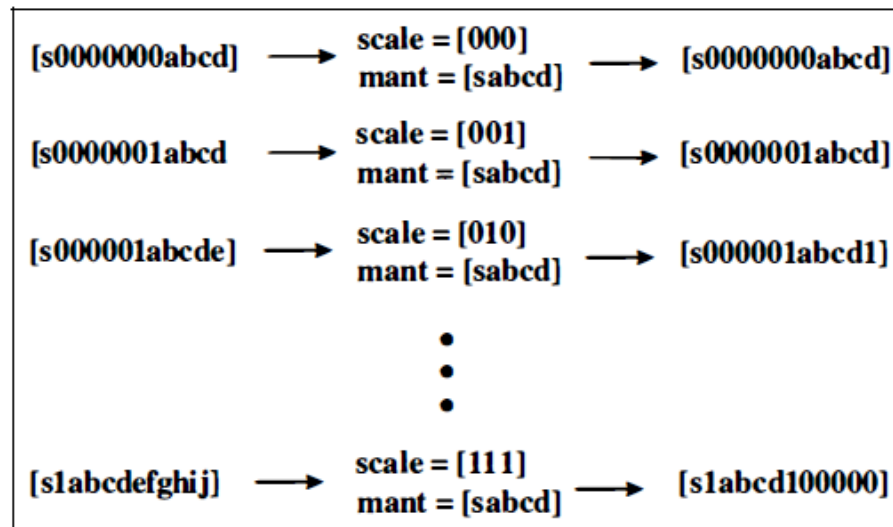 [s0000000abcd] → scale = [000] mant = [sabcd] → [s0000000abcd]
[s0000001abcd → scale = [001] mant = [sabcd] → [s0000001abcd]
[s000001abcde] → scale = [010] mant = [sabcd] → [s000001abcd1]
[s1abcdefghij] → scale = [111] mant = [sabcd] → [s1abcd100000]